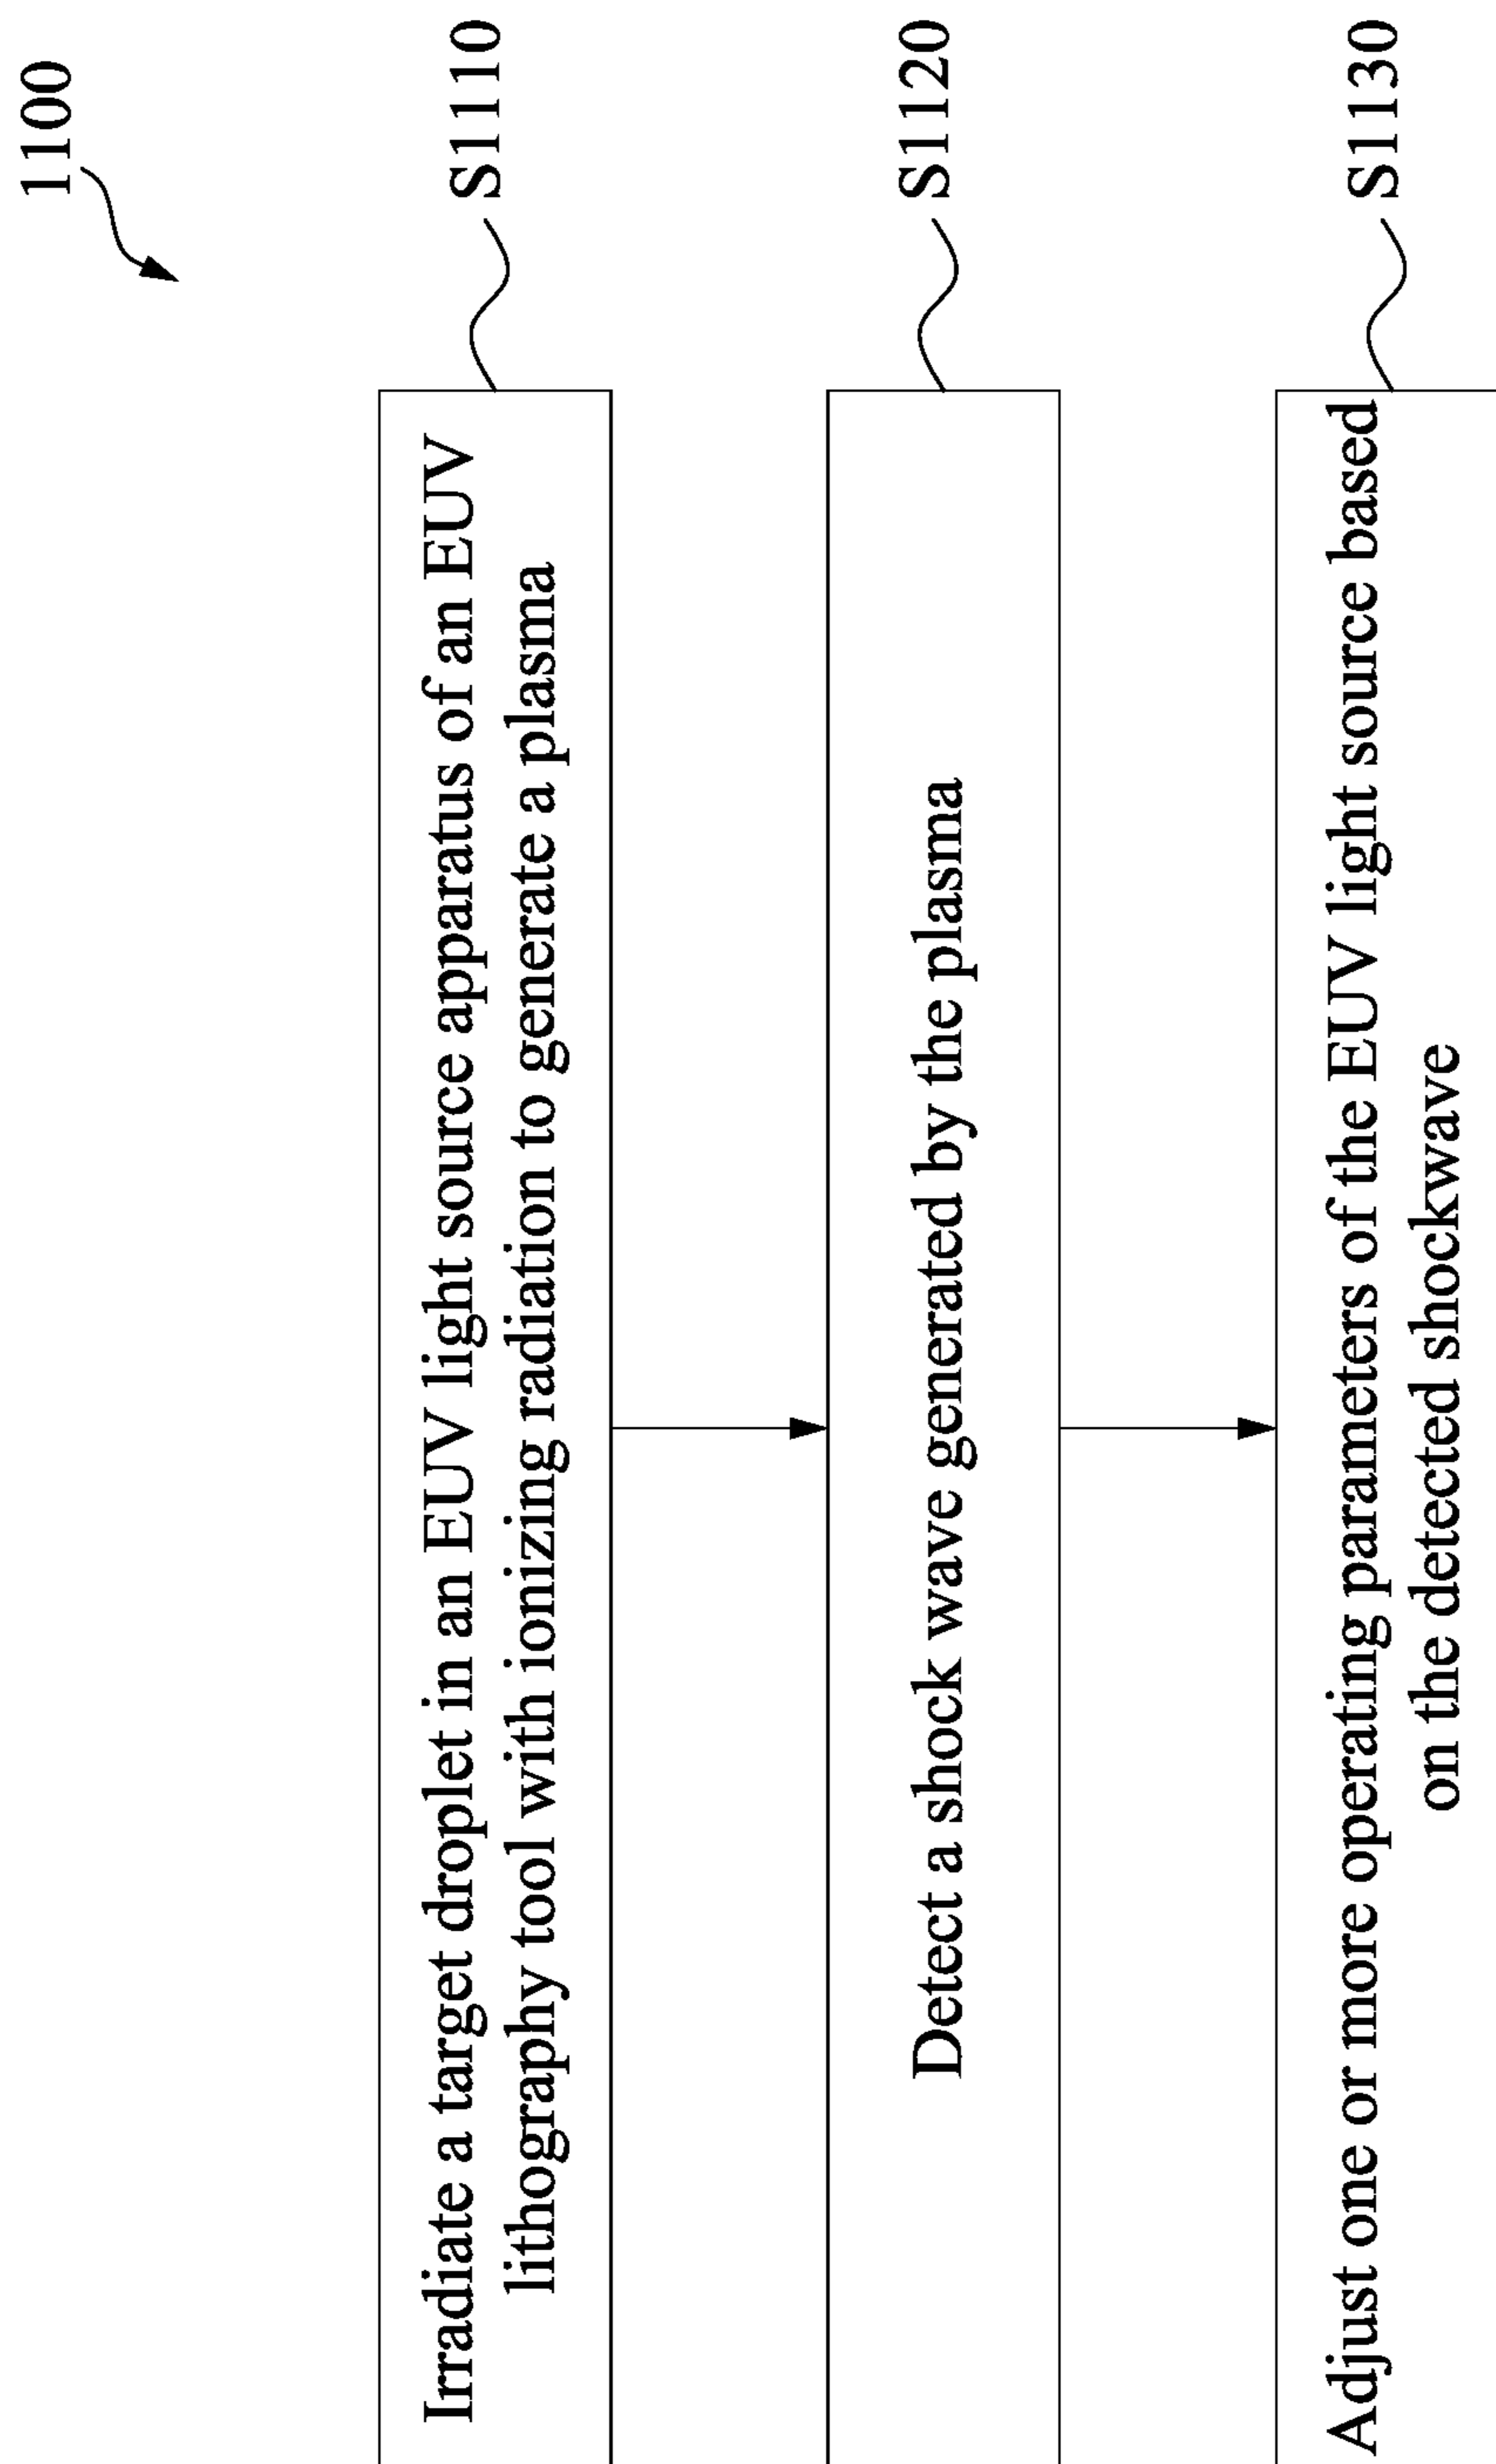 1100
Irradiate a target droplet in an EUV light source apparatus of an EUV
lithography tool with ionizing radiation to generate a plasma
S1110
Detect a shock wave generated by the plasma
S1120
Adjust one or more operating parameters of the EUV light source based
on the detected shockwave
S1130